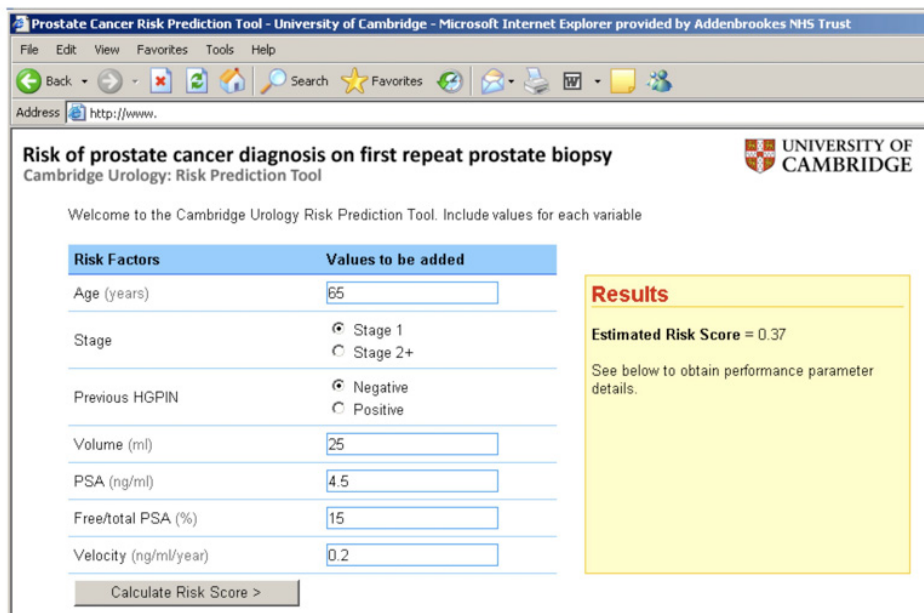 Prostate Cancer Risk Prediction Tool - University of Cambridge - Microsoft Internet Explorer provided by Addenbrookes NHS Trust
File Edit View Favorites Tools Help
Back Search Favorites W
Address http://www.
Risk of prostate cancer diagnosis on first repeat prostate biopsy
Cambridge Urology: Risk Prediction Tool
UNIVERSITY OF
CAMBRIDGE
Welcome to the Cambridge Urology Risk Prediction Tool. Include values for each variable
Risk Factors Values to be added
Age (years) 65
Stage
Stage 1
Stage 2+
Previous HGPIN
Negative
Positive
Volume (ml) 25
PSA (ng/ml) 4.5
Free/total PSA (%) 15
Velocity (ng/ml/year) 0.2
Calculate Risk Score >
Results
Estimated Risk Score = 0.37
See below to obtain performance parameter
details.